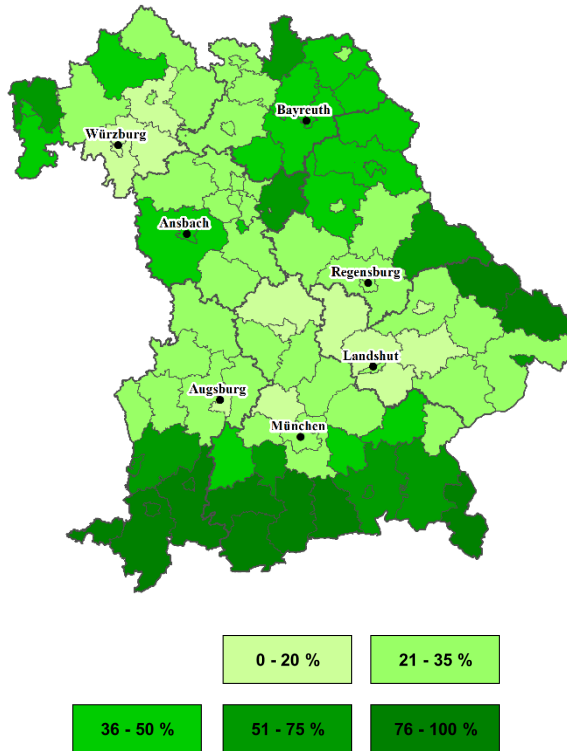 Bayreuth
Würzburg
Ansbach
Regensburg
Landshut
Augsburg
München
0 - 20 %
21 - 35 %
36 - 50 %
51 - 75 %
76 - 100 %